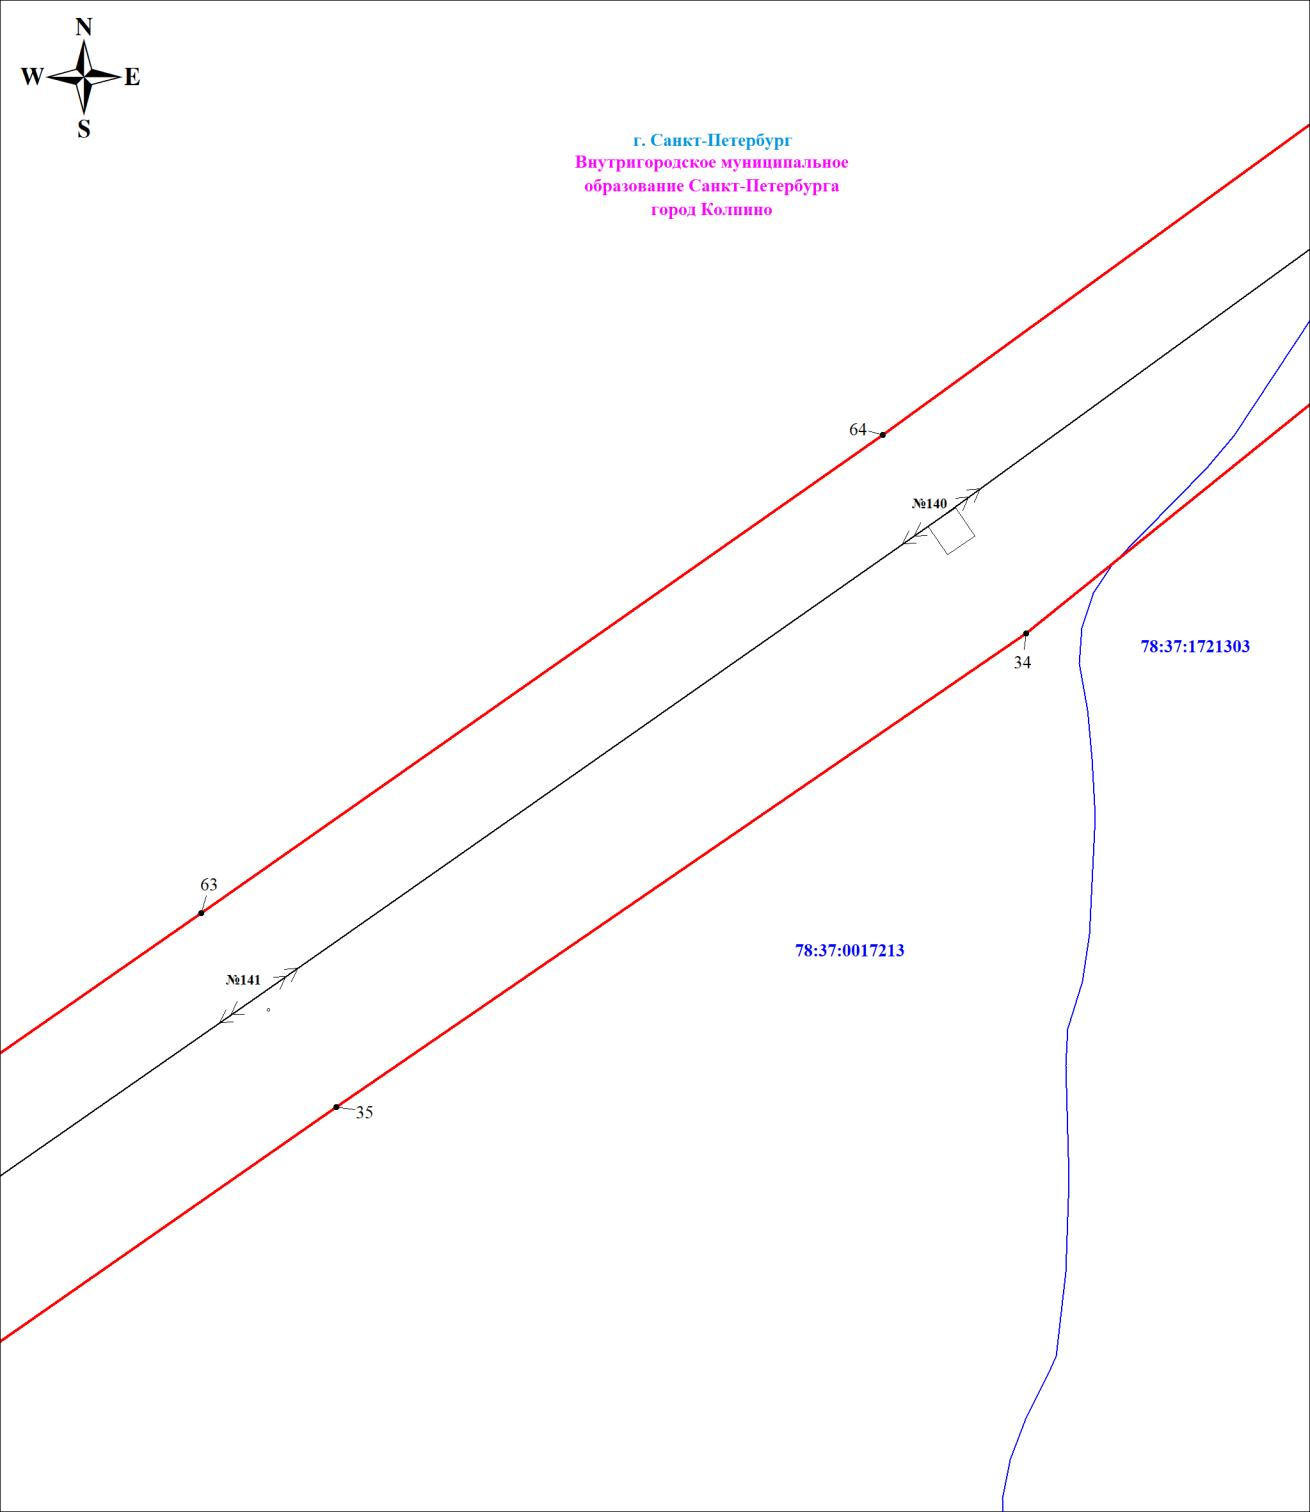 N
W E
S
г. Санкт-Петербург
Внутригородское муниципальное
образование Санкт-Петербурга
город Колпино
64
№140
34
78:37:1721303
63
78:37:0017213
№141
35